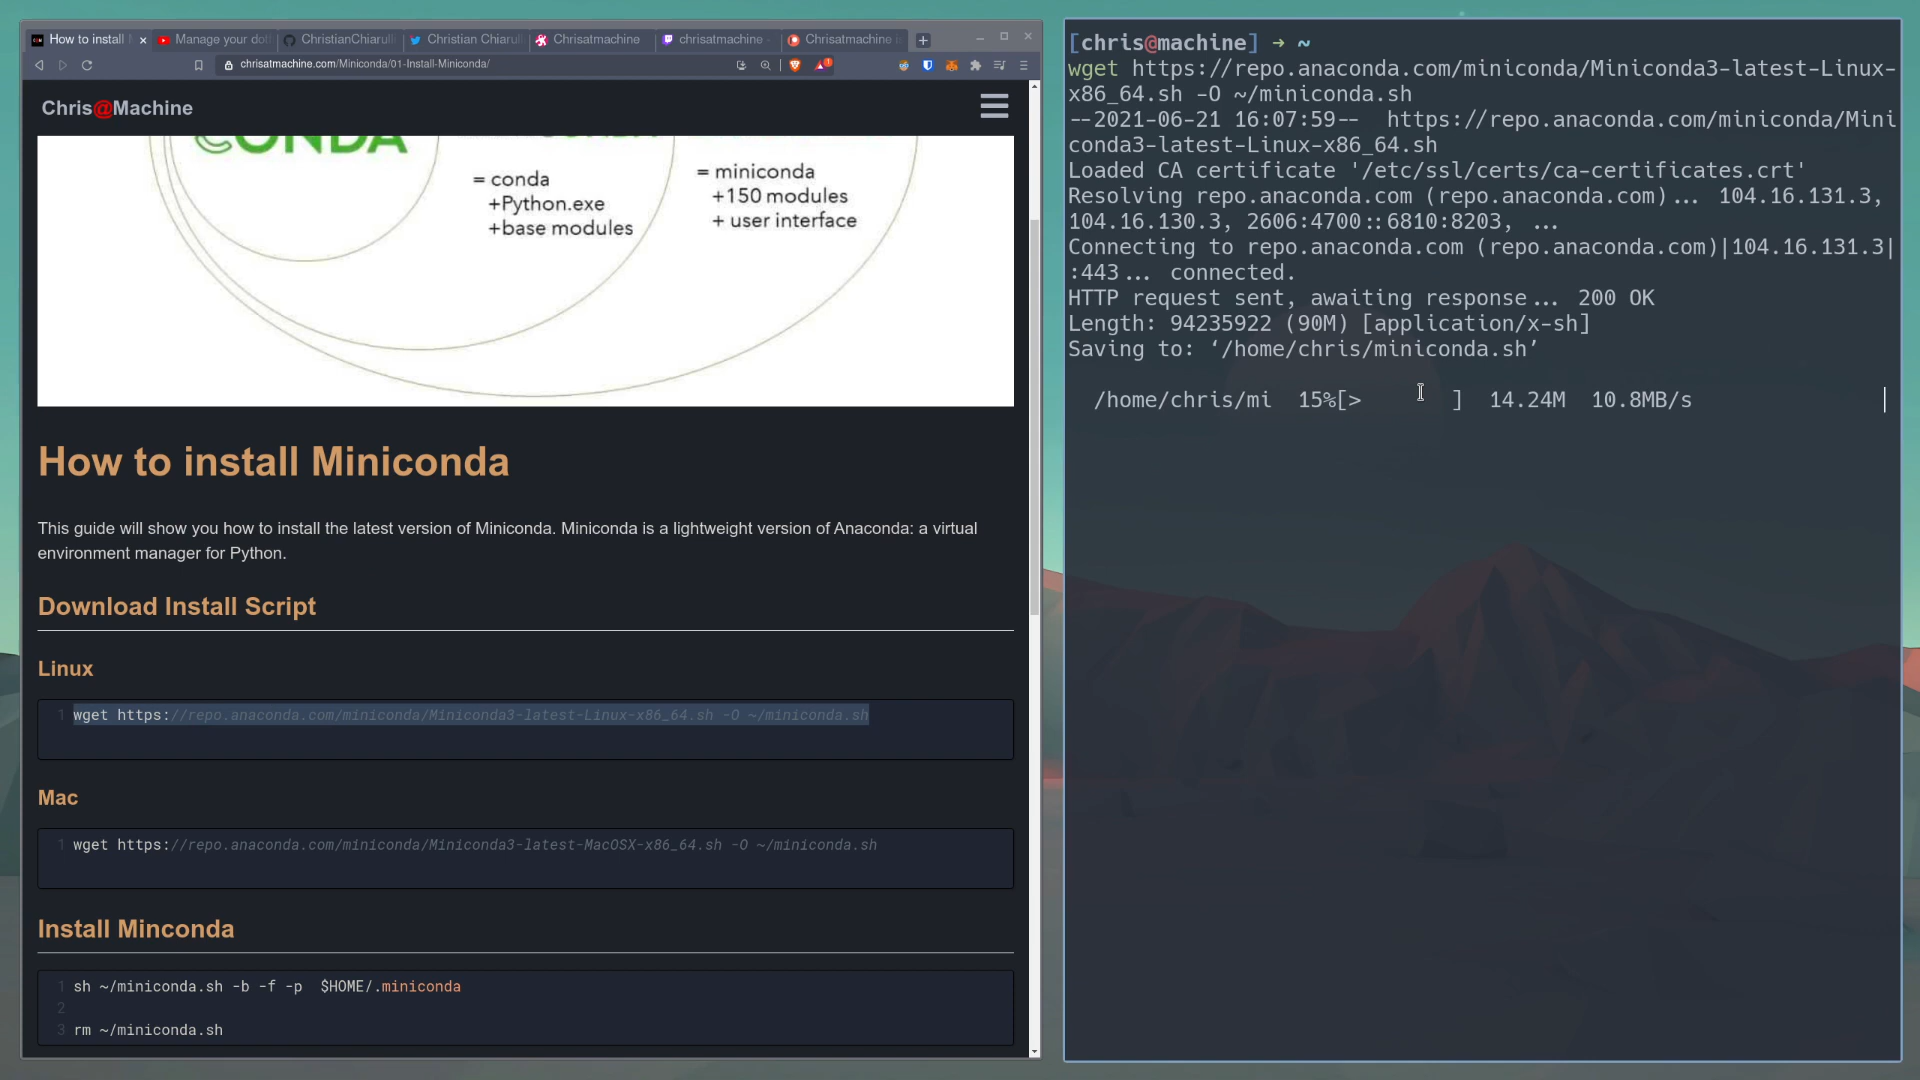 How to install
Manage your dot
ChristianChiarull
Christian Chiarul
Chrisatmachine
chrisatmachine -
Chrisatmachine i
chrisatmachine.com/Miniconda/01-Install-Miniconda/
1
Chris@Machine
CONDA
= conda
+Python.exe
+base modules
= miniconda
+150 modules
+ user interface
How to install Miniconda
This guide will show you how to install the latest version of Miniconda. Miniconda is a lightweight version of Anaconda: a virtual
environment manager for Python.
Download Install Script
Linux
1 wget https://repo.anaconda.com/miniconda/Miniconda3-latest-Linux-x86_64.sh -O ~/miniconda.sh
Mac
1 wget https://repo.anaconda.com/miniconda/Miniconda3-latest-MacOSX-x86_64.sh -O ~/miniconda.sh
Install Minconda
1 sh ~/miniconda.sh -b -f -p  $HOME/.miniconda
2
3 rm ~/miniconda.sh
[chris@machine] → ~
wget https://repo.anaconda.com/miniconda/Miniconda3-latest-Linux-
x86_64.sh -O ~/miniconda.sh
--2021-06-21 16:07:59--  https://repo.anaconda.com/miniconda/Mini
conda3-latest-Linux-x86_64.sh
Loaded CA certificate '/etc/ssl/certs/ca-certificates.crt'
Resolving repo.anaconda.com (repo.anaconda.com)... 104.16.131.3,
104.16.130.3, 2606:4700::6810:8203, ...
Connecting to repo.anaconda.com (repo.anaconda.com)|104.16.131.3|
:443... connected.
HTTP request sent, awaiting response... 200 OK
Length: 94235922 (90M) [application/x-sh]
Saving to: ‘/home/chris/miniconda.sh’
/home/chris/mi  15%[>       ]  14.24M  10.8MB/s